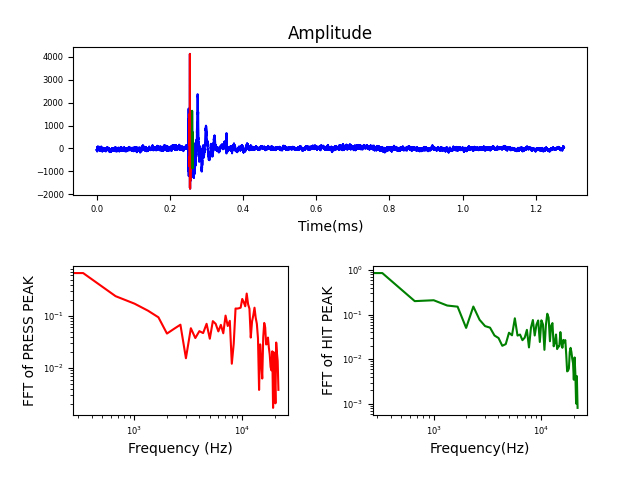 Amplitude
4000
3000
2000
1000
0
−1000
−2000
0.0 0.2 0.4 0.6 0.8 1.0 1.2
Time(ms)
FFT of PRESS PEAK
10⁻¹
10⁻²
10³ 10⁴
Frequency (Hz)
FFT of HIT PEAK
10⁰
10⁻¹
10⁻²
10⁻³
10³ 10⁴
Frequency(Hz)